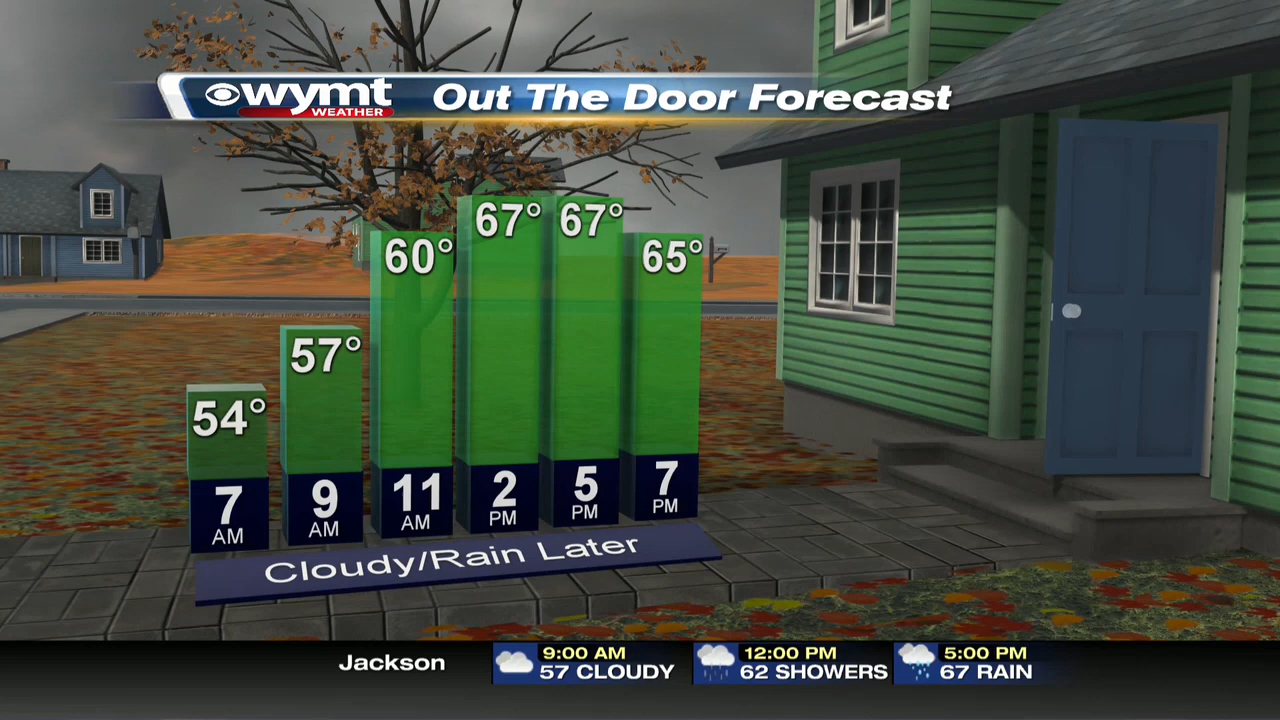 wymt
WEATHER
Out The Door Forecast
54°
57°
60°
67°
67°
65°
7
AM
9
AM
11
AM
2
PM
5
PM
7
PM
Cloudy/Rain Later
Jackson
9:00 AM
57 CLOUDY
12:00 PM
62 SHOWERS
5:00 PM
67 RAIN